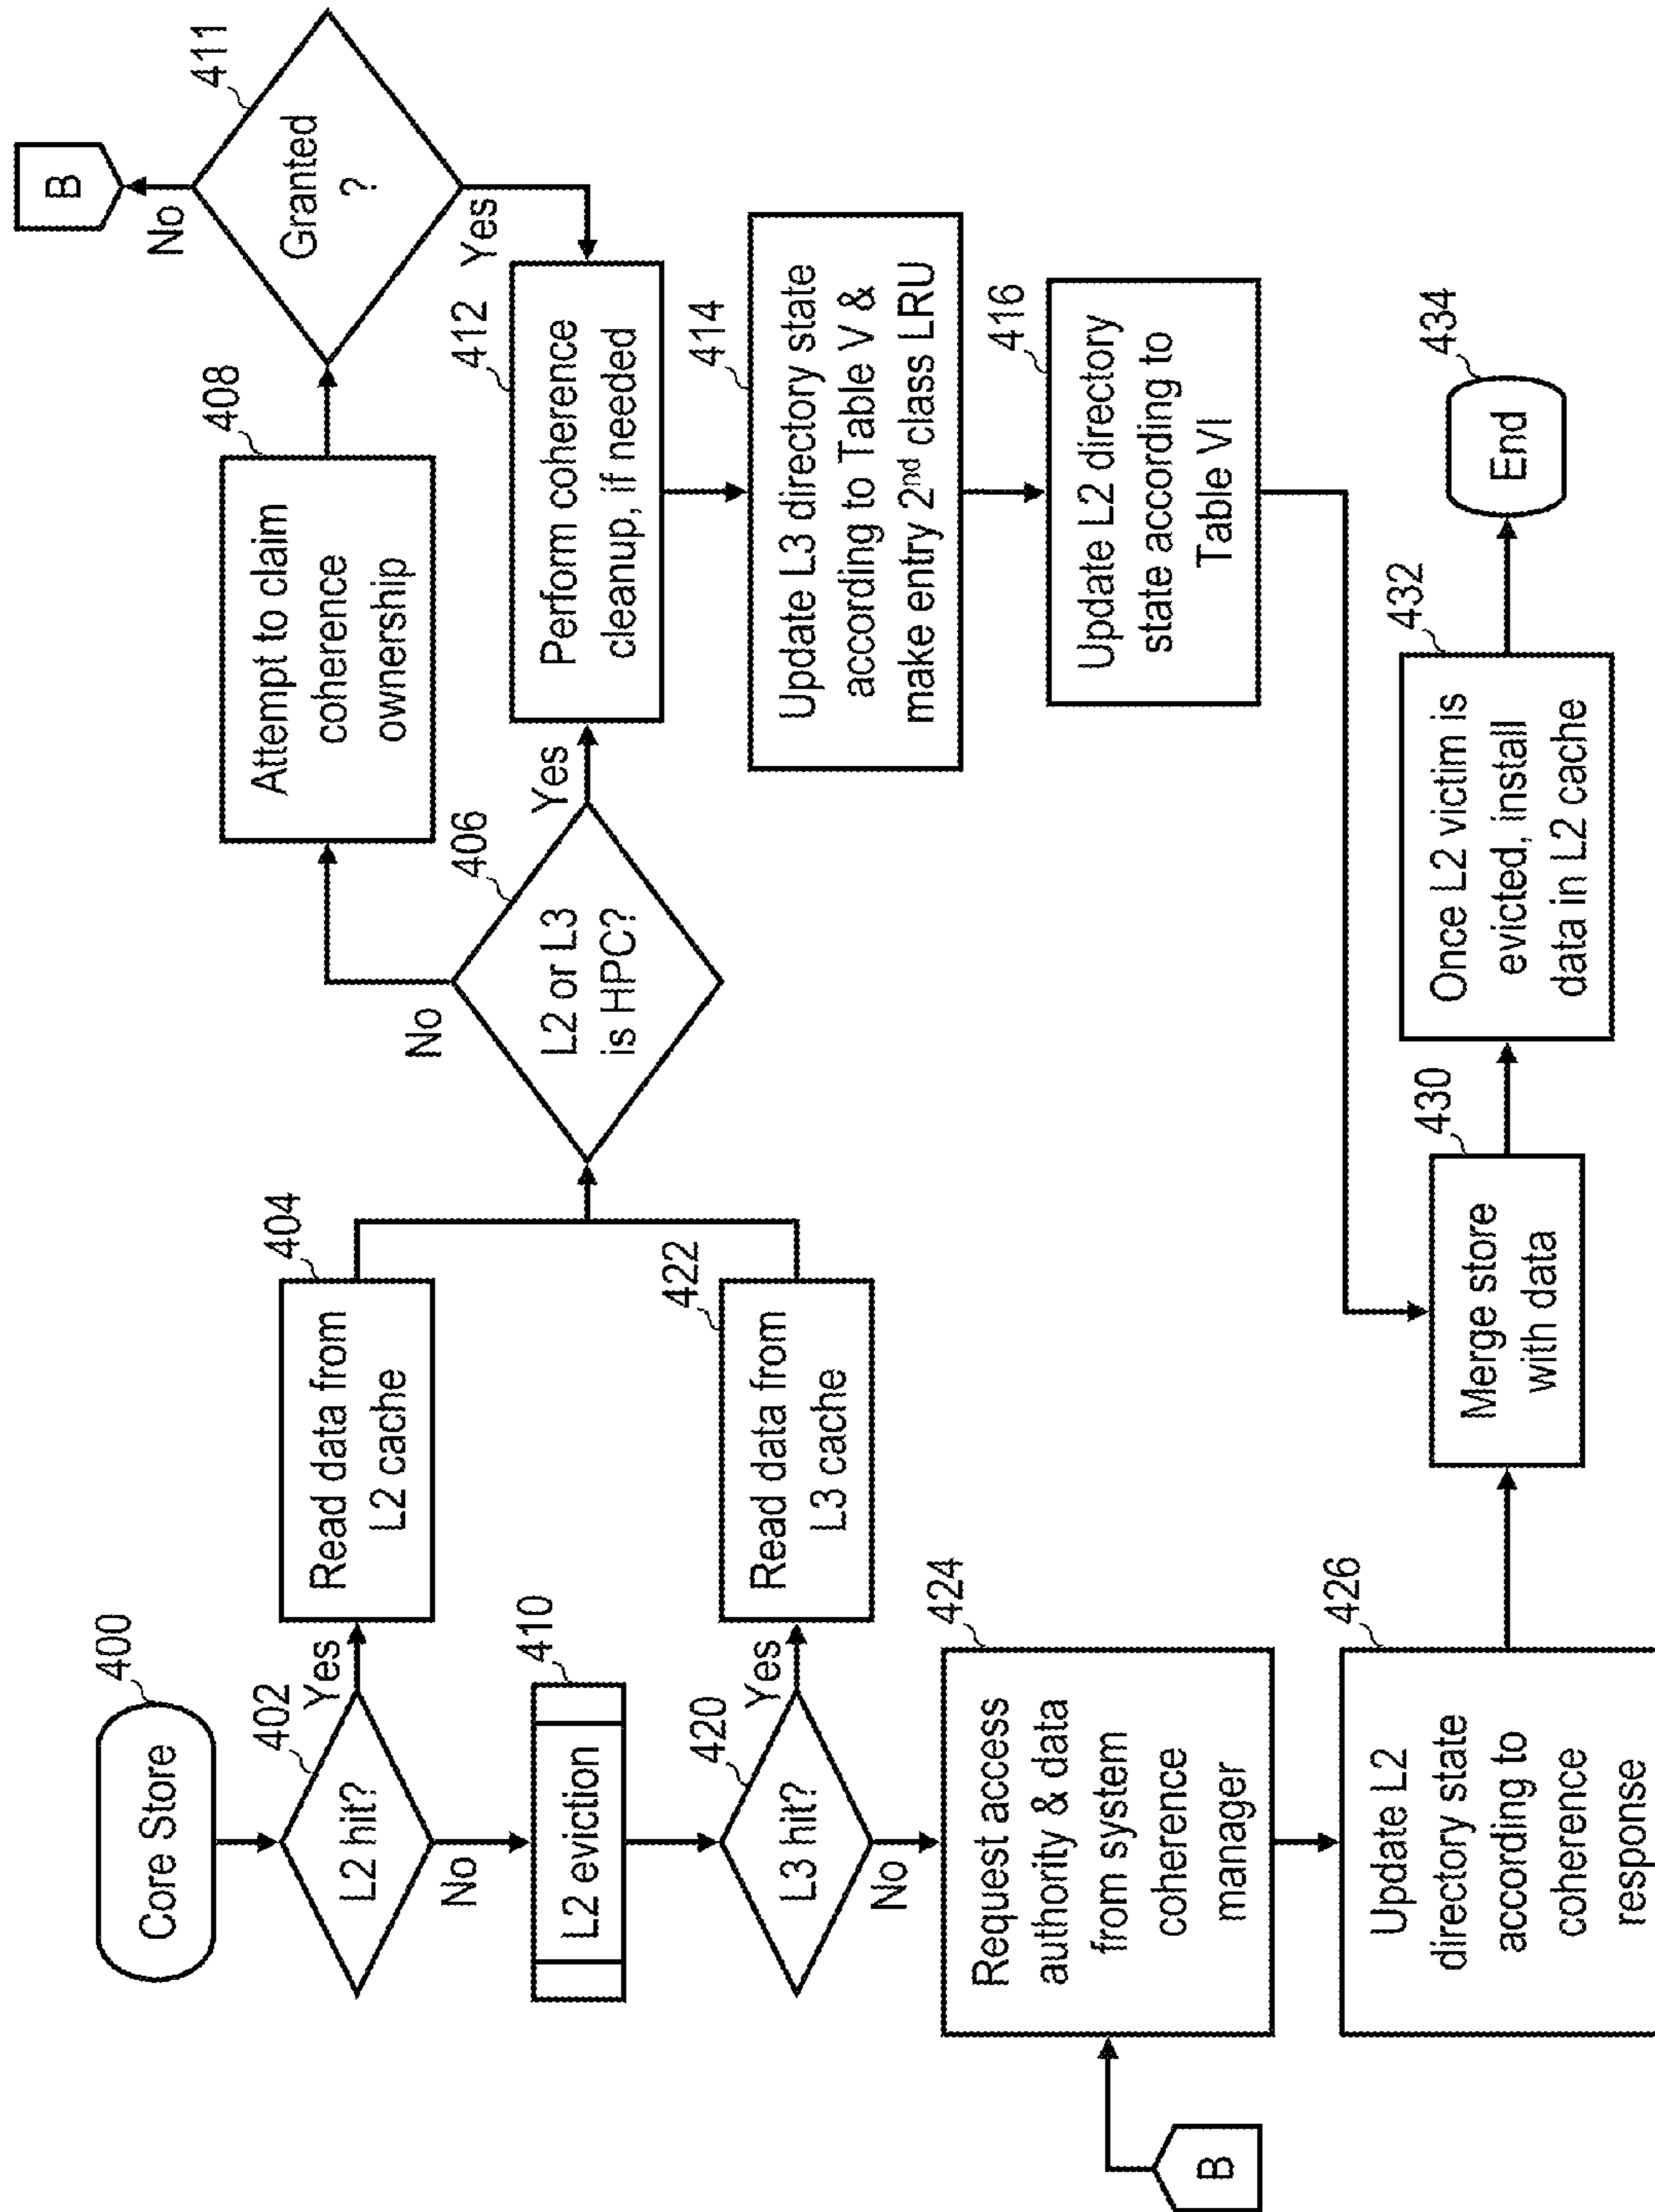 400
Core Store
402
L2 hit?
Yes
No
404
Read data from
L2 cache
410
L2 eviction
420
L3 hit?
Yes
No
422
Read data from
L3 cache
424
Request access
authority & data
from system
coherence
manager
B
426
Update L2
directory state
according to
coherence
response
406
L2 or L3
is HPC?
No
Yes
408
Attempt to claim
coherence
ownership
411
Granted
?
No
B
Yes
412
Perform coherence
cleanup, if needed
414
Update L3 directory state
according to Table V &
make entry 2nd class LRU
416
Update L2 directory
state according to
Table VI
430
Merge store
with data
432
Once L2 victim is
evicted, install
data in L2 cache
434
End